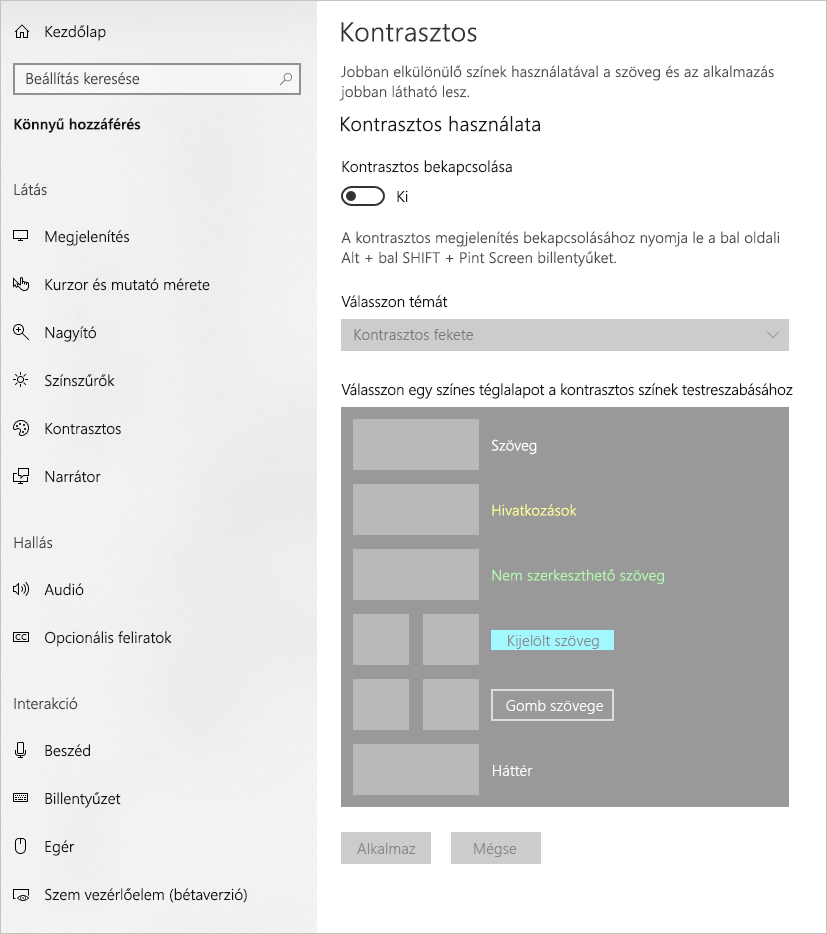 Kezdőlap
Beállítás keresése
Könnyű hozzáférés
Látás
Megjelenítés
Kurzor és mutató mérete
Nagyító
Színszűrők
Kontrasztos
Narrátor
Hallás
Audió
CC Opcionális feliratok
Interakció
Beszéd
Billentyűzet
Egér
Szem vezérlőelem (bétaverzió)
Kontrasztos
Jobban elkülönülő színek használatával a szöveg és az alkalmazás
jobban látható lesz.
Kontrasztos használata
Kontrasztos bekapcsolása
Ki
A kontrasztos megjelenítés bekapcsolásához nyomja le a bal oldali
Alt + bal SHIFT + Pint Screen billentyűket.
Válasszon témát
Kontrasztos fekete
Válasszon egy színes téglalapot a kontrasztos színek testreszabásához
Szöveg
Hivatkozások
Nem szerkeszthető szöveg
Kijelölt szöveg
Gomb szövege
Háttér
Alkalmaz
Mégse